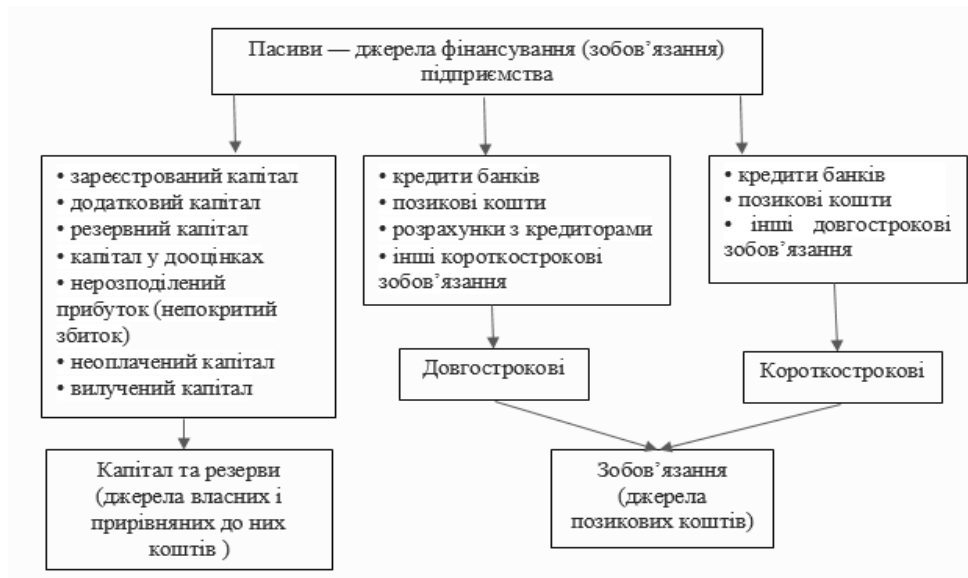 Пасиви — джерела фінансування (зобов’язання)
підприємства
• зареєстрований капітал
• додатковий капітал
• резервний капітал
• капітал у дооцінках
• нерозподілений
прибуток (непокритий
збиток)
• неоплачений капітал
• вилучений капітал
• кредити банків
• позикові кошти
• розрахунки з кредиторами
• інші короткострокові
зобов’язання
• кредити банків
• позикові кошти
• інші довгострокові
зобов’язання
Довгострокові
Короткострокові
Капітал та резерви
(джерела власних і
прирівняних до них
коштів )
Зобов’язання
(джерела
позикових коштів)